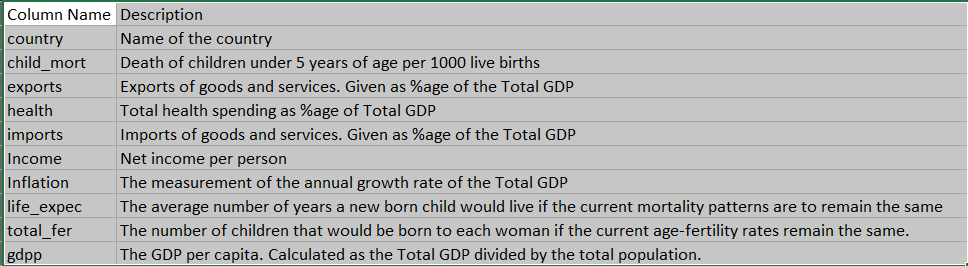 Column Name Description
country Name of the country
child_mort Death of children under 5 years of age per 1000 live births
exports Exports of goods and services. Given as %age of the Total GDP
health Total health spending as %age of Total GDP
imports Imports of goods and services. Given as %age of the Total GDP
Income Net income per person
Inflation The measurement of the annual growth rate of the Total GDP
life_expec The average number of years a new born child would live if the current mortality patterns are to remain the same
total_fer The number of children that would be born to each woman if the current age-fertility rates remain the same.
gdpp The GDP per capita. Calculated as the Total GDP divided by the total population.